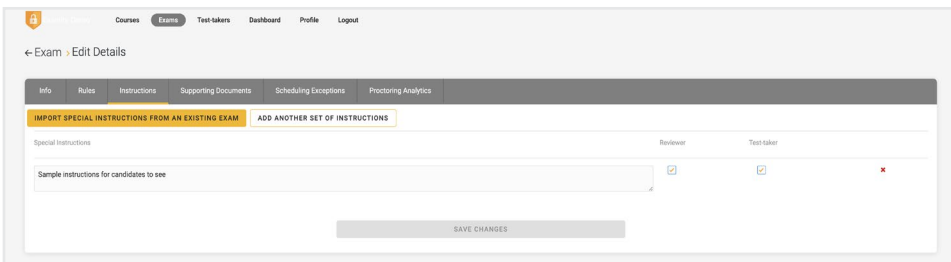 Courses Exams Test-takers Dashboard Profile Logout
← Exam > Edit Details
Info Rules Instructions Supporting Documents Scheduling Exceptions Proctoring Analytics
IMPORT SPECIAL INSTRUCTIONS FROM AN EXISTING EXAM ADD ANOTHER SET OF INSTRUCTIONS
Special Instructions Reviewer Test-taker
Sample instructions for candidates to see
SAVE CHANGES